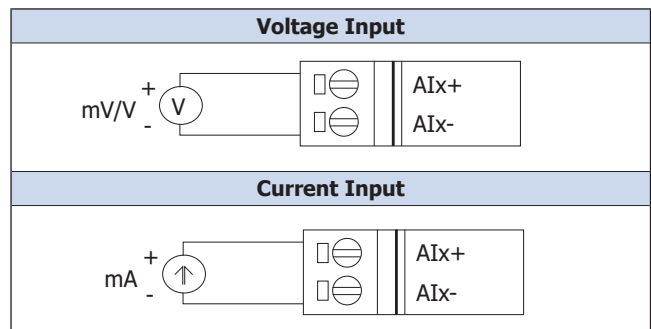 Voltage Input
+
mV/V
-
V
AIx+
AIx-
Current Input
+
mA
-
AIx+
AIx-